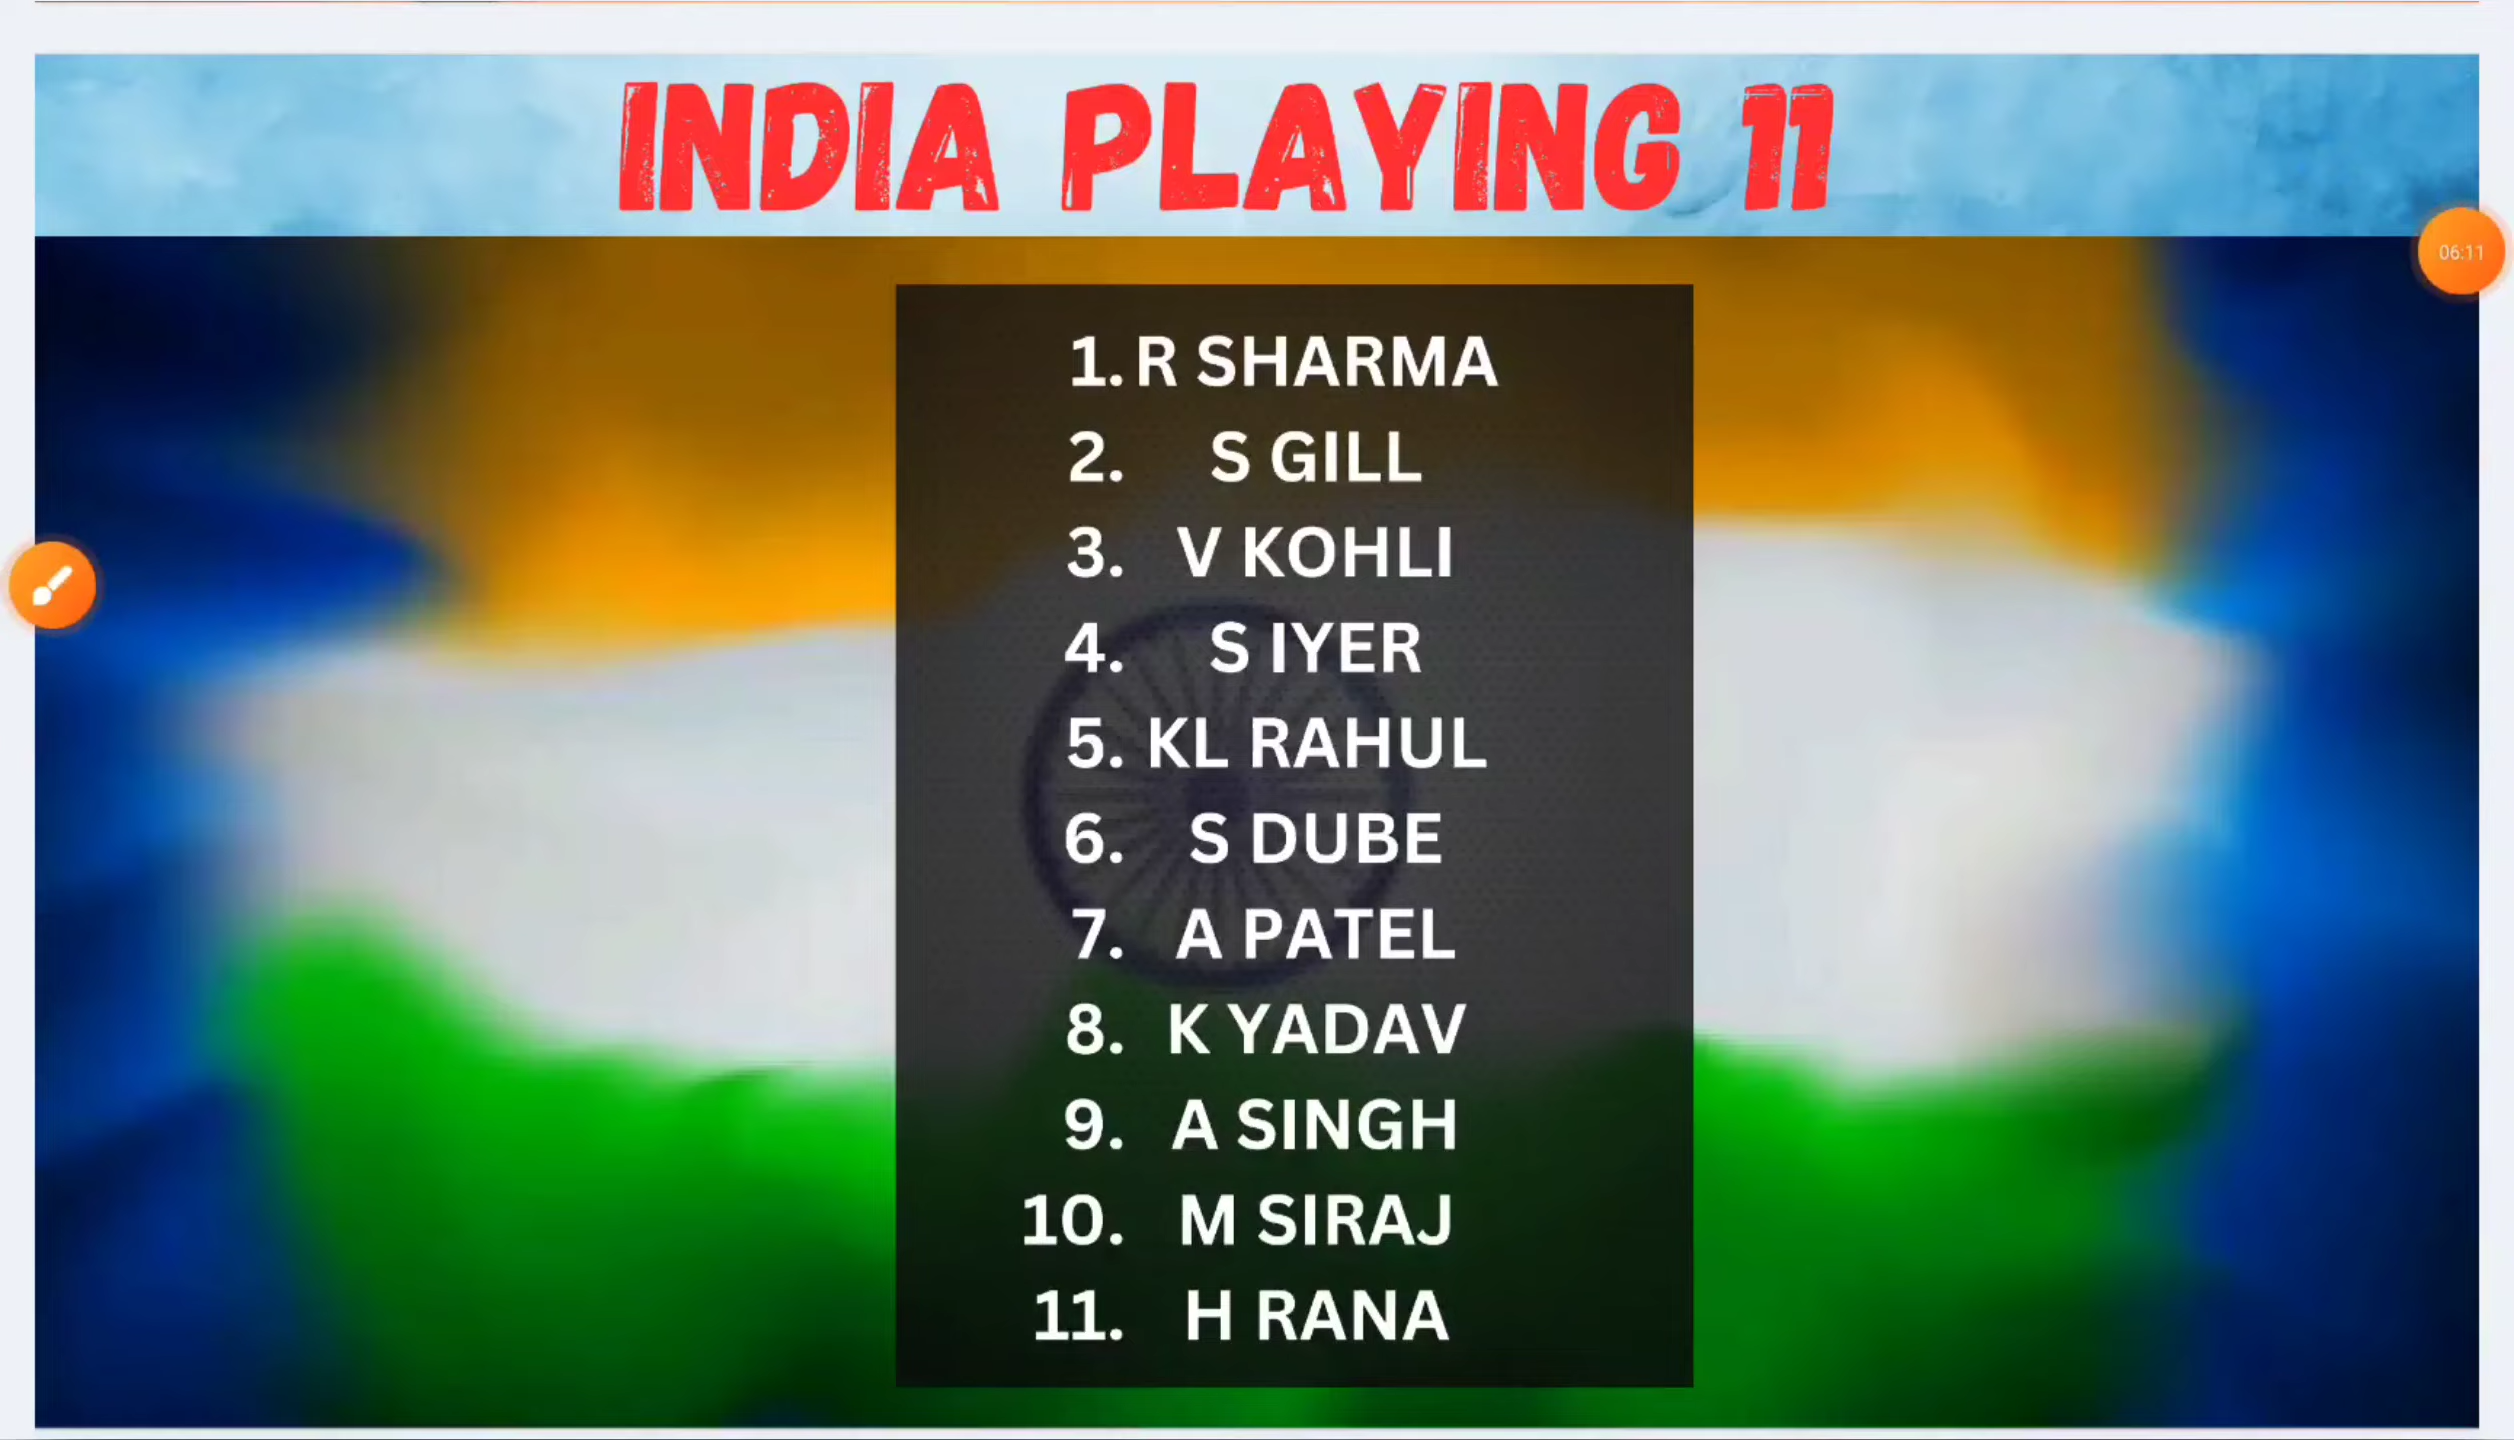 INDIA PLAYING 11
06:11
1. R SHARMA
2. S GILL
3. V KOHLI
4. S IYER
5. KL RAHUL
6. S DUBE
7. A PATEL
8. K YADAV
9. A SINGH
10. M SIRAJ
11. H RANA